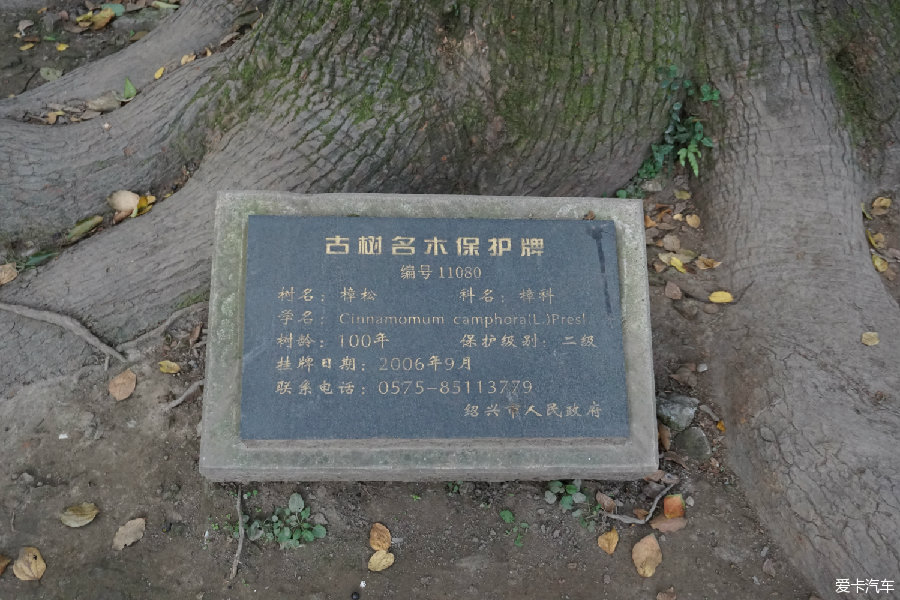 古树名木保护牌
编号 11080
树名：樟松 科名：樟科
学名：Cinnamomum camphora(L.)Presl
树龄：100年 保护级别：二级
挂牌日期：2006年9月
联系电话：0575-85113779
绍兴市人民政府
爱卡汽车